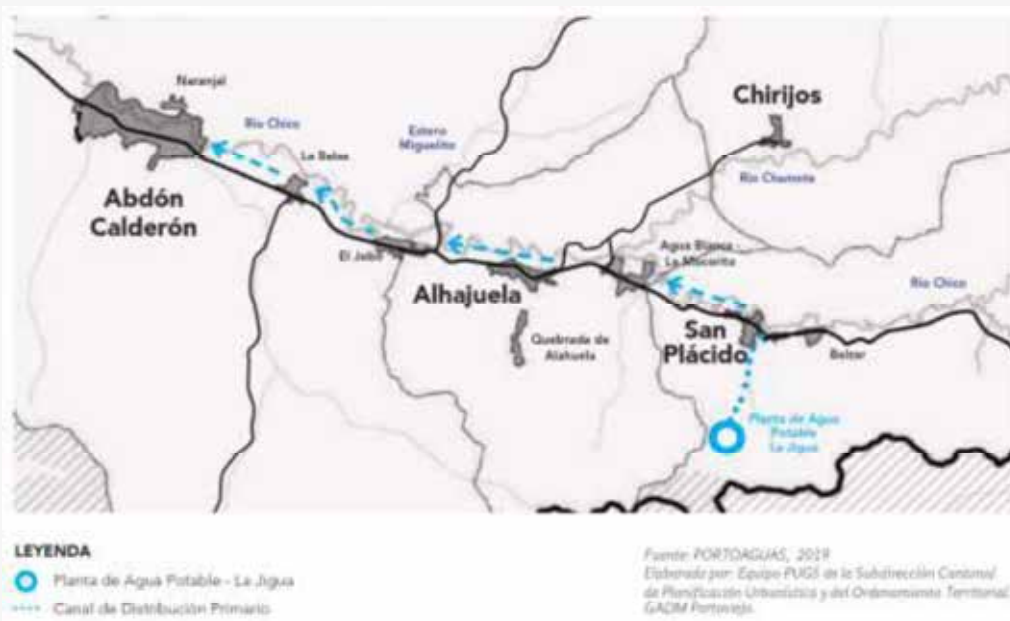 Naranjal
Río Chico
Estero
Miguelito
Chirijos
La Balsa
Abdón
Calderón
Río Chamote
El Jobo
Agua Blanca
La Mocorita
Alhajuela
Río Chico
San
Plácido
Quebrada de
Alahuela
Balzar
Planta de Agua
Potable
La Jigua
LEYENDA
Planta de Agua Potable - La Jigua
Canal de Distribución Primario
Fuente: PORTOAGUAS, 2019
Elaborado por: Equipo PUGS de la Subdirección Cantonal
de Planificación Urbanística y del Ordenamiento Territorial,
GADM Portoviejo.